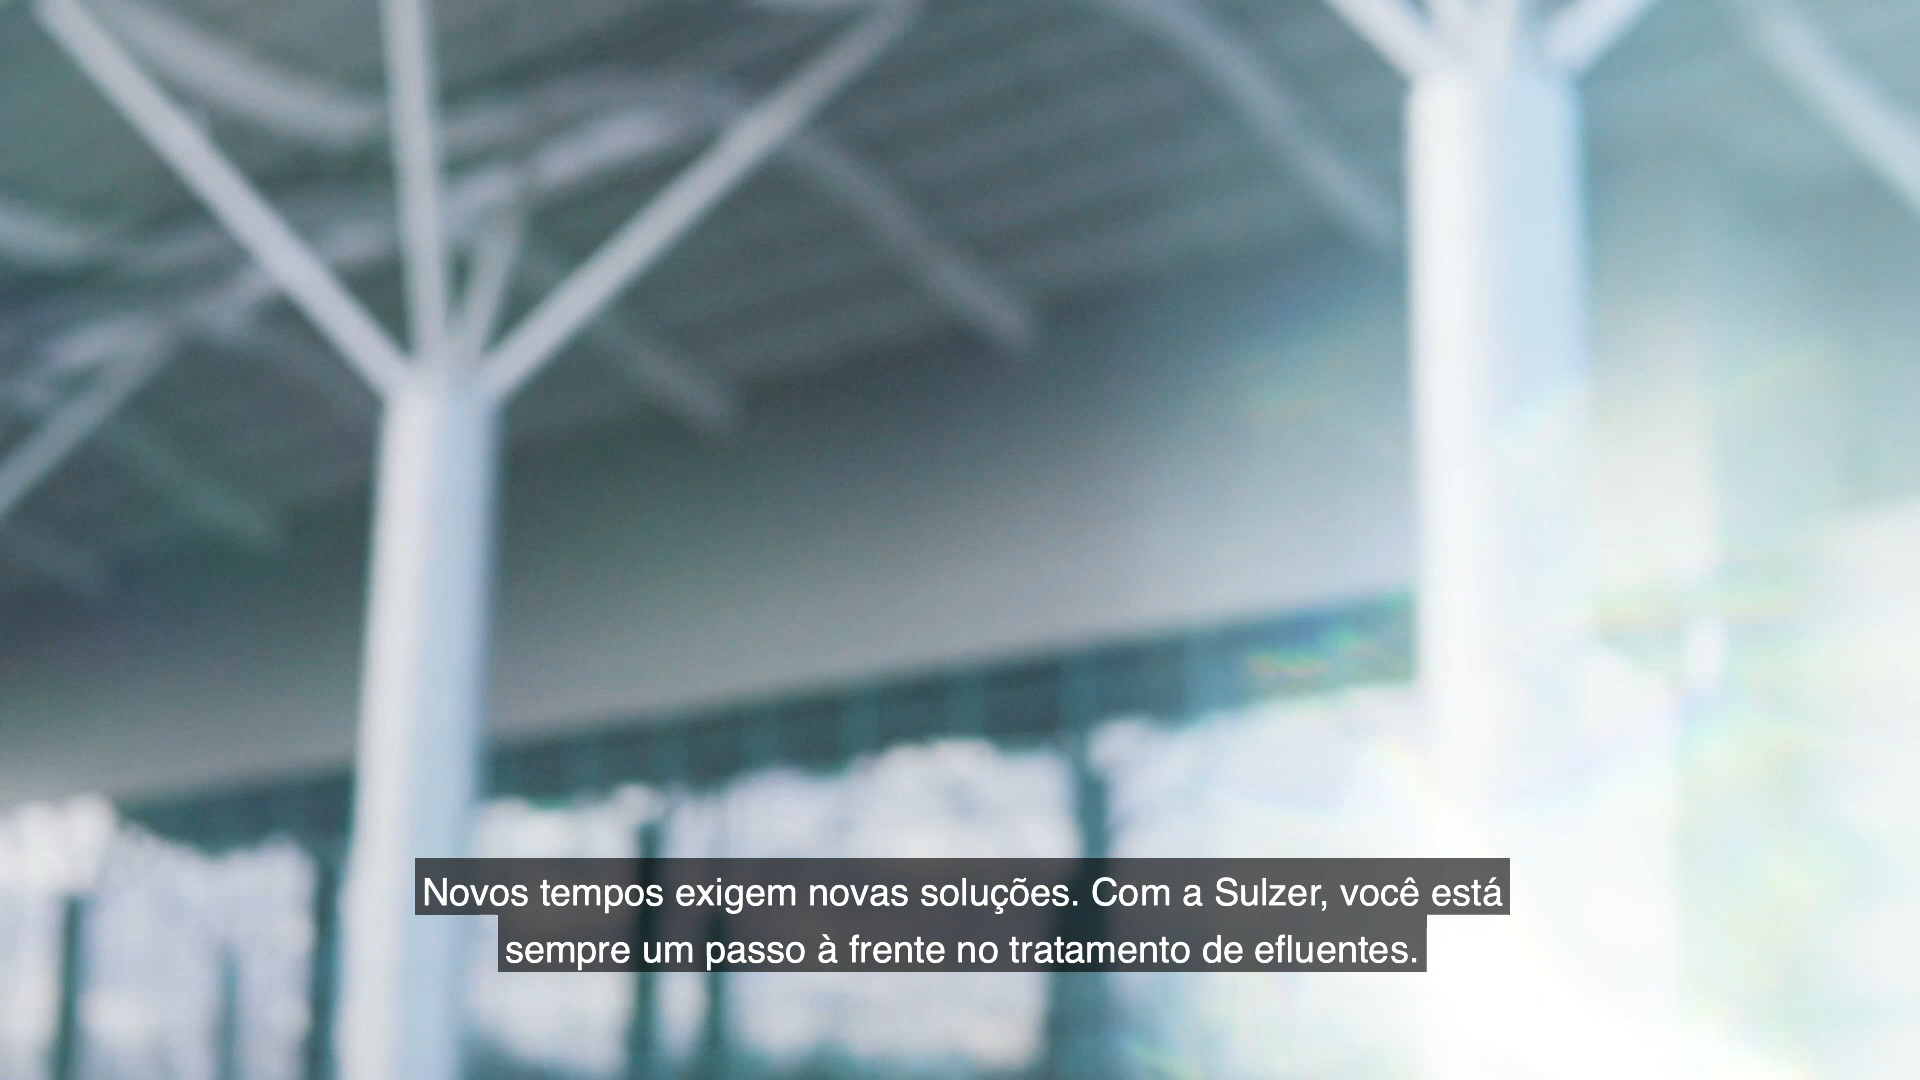 Novos tempos exigem novas soluções. Com a Sulzer, você está
sempre um passo à frente no tratamento de efluentes.